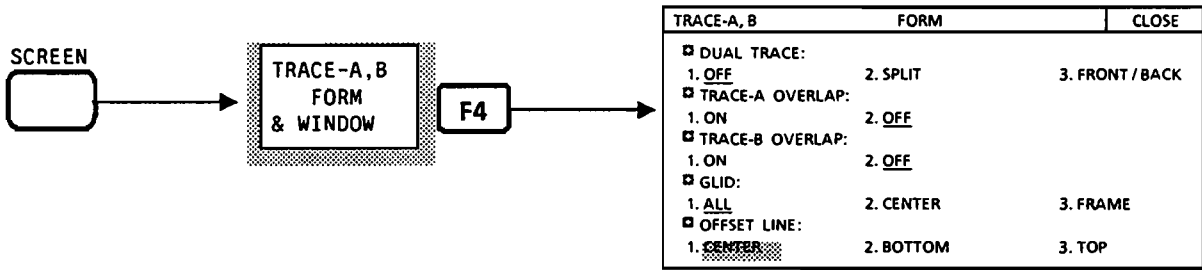 SCREEN
TRACE-A,B
FORM
& WINDOW
F4
TRACE-A, B FORM CLOSE
DUAL TRACE:
1. OFF 2. SPLIT 3. FRONT / BACK
TRACE-A OVERLAP:
1. ON 2. OFF
TRACE-B OVERLAP:
1. ON 2. OFF
GLID:
1. ALL 2. CENTER 3. FRAME
OFFSET LINE:
1. CENTER 2. BOTTOM 3. TOP